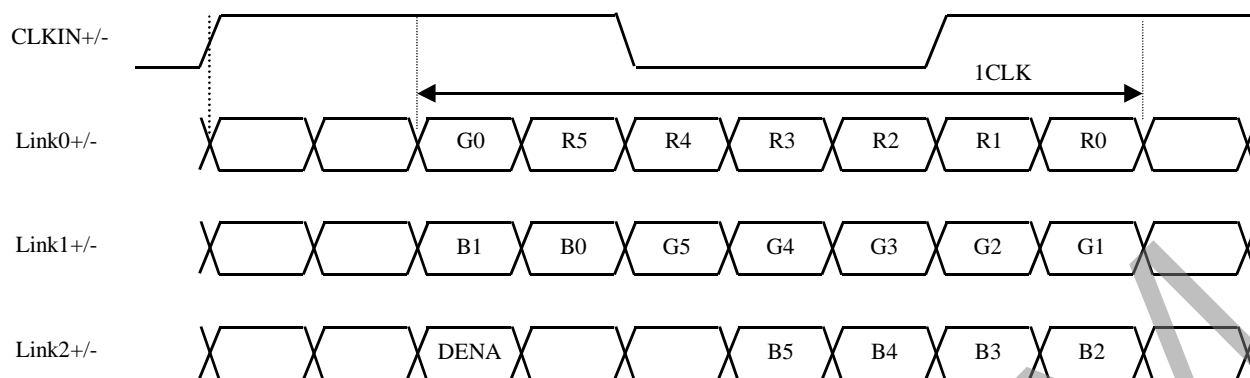 CLKIN+/-
1CLK
Link0+/- G0 R5 R4 R3 R2 R1 R0
Link1+/- B1 B0 G5 G4 G3 G2 G1
Link2+/- DENA B5 B4 B3 B2